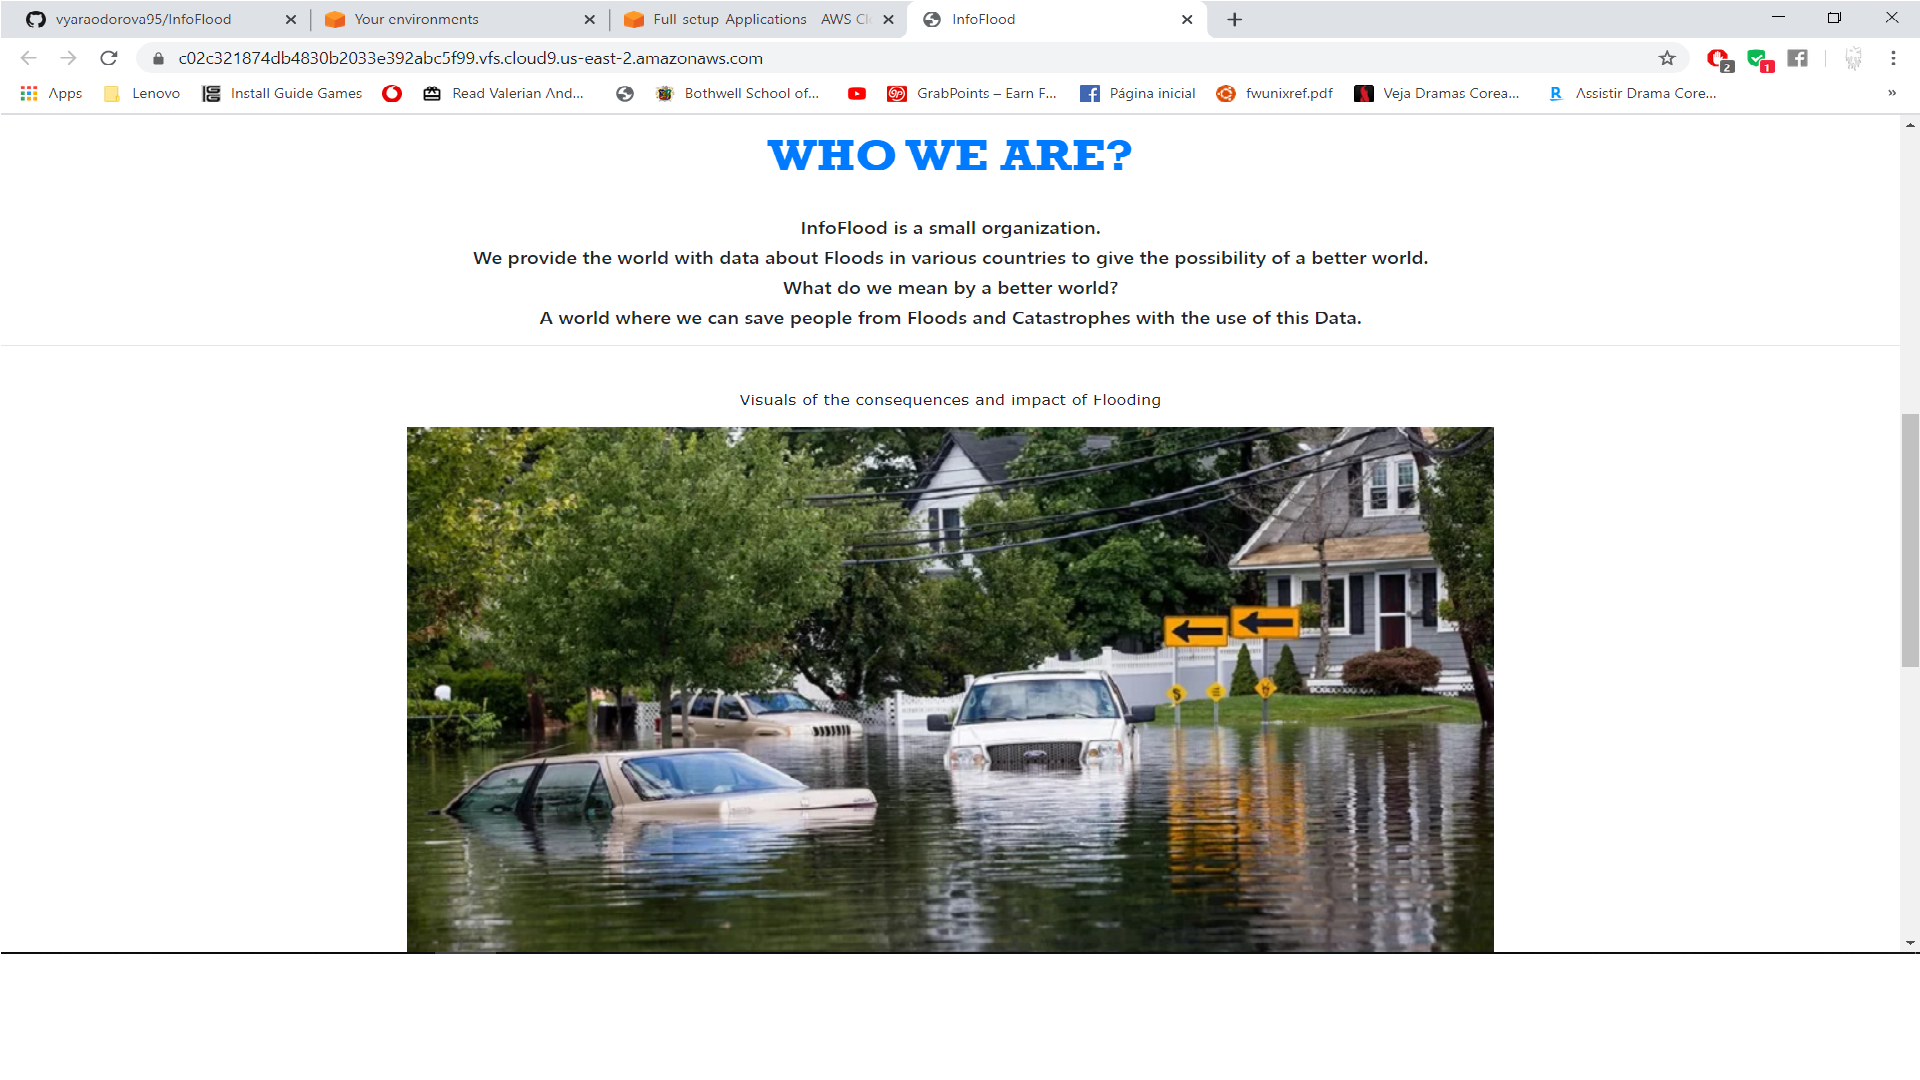 vyaraodorova95/InfoFlood
Your environments
Full setup Applications AWS Cl
InfoFlood
c02c321874db4830b2033e392abc5f99.vfs.cloud9.us-east-2.amazonaws.com
2
1
Apps
Lenovo
Install Guide Games
Read Valerian And...
Bothwell School of...
GrabPoints – Earn F...
Página inicial
fwunixref.pdf
Veja Dramas Corea...
Assistir Drama Core...
»
WHO WE ARE?
InfoFlood is a small organization.
We provide the world with data about Floods in various countries to give the possibility of a better world.
What do we mean by a better world?
A world where we can save people from Floods and Catastrophes with the use of this Data.
Visuals of the consequences and impact of Flooding